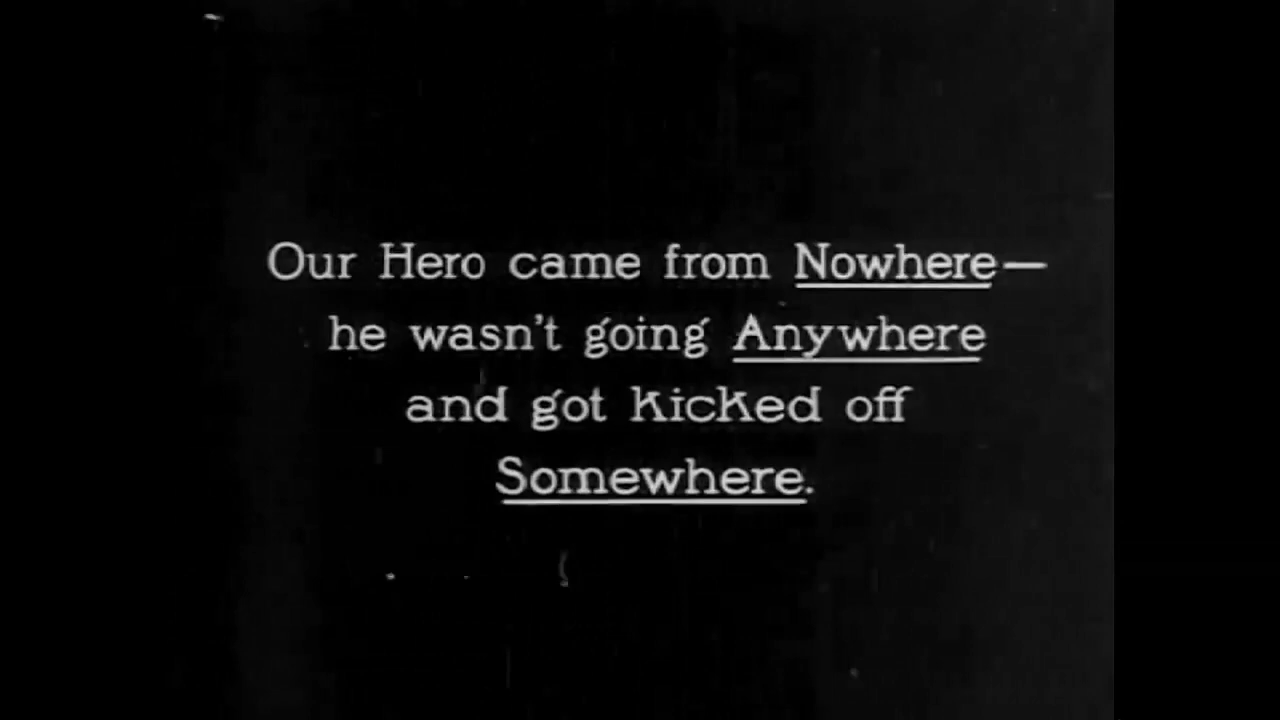 Our Hero came from Nowhere—
he wasn't going Anywhere
and got kicked off
Somewhere.